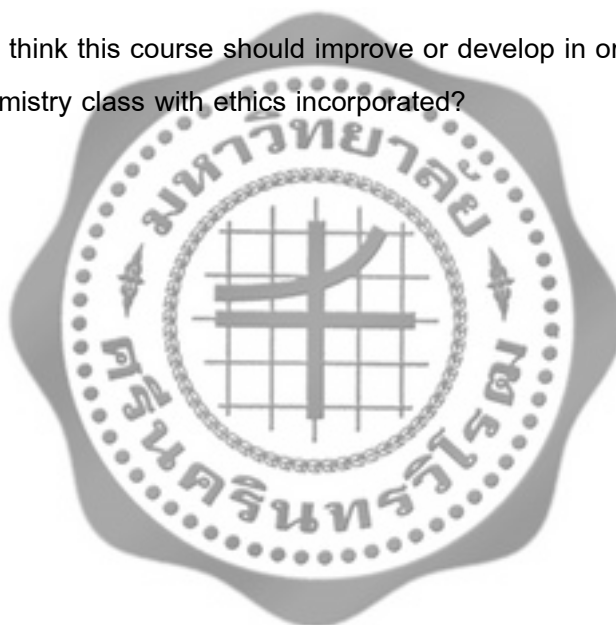 think this course should improve or develop in or
mistry class with ethics incorporated?
มหาวิทยาลัย
ศรีนครินทรวิโรฒ